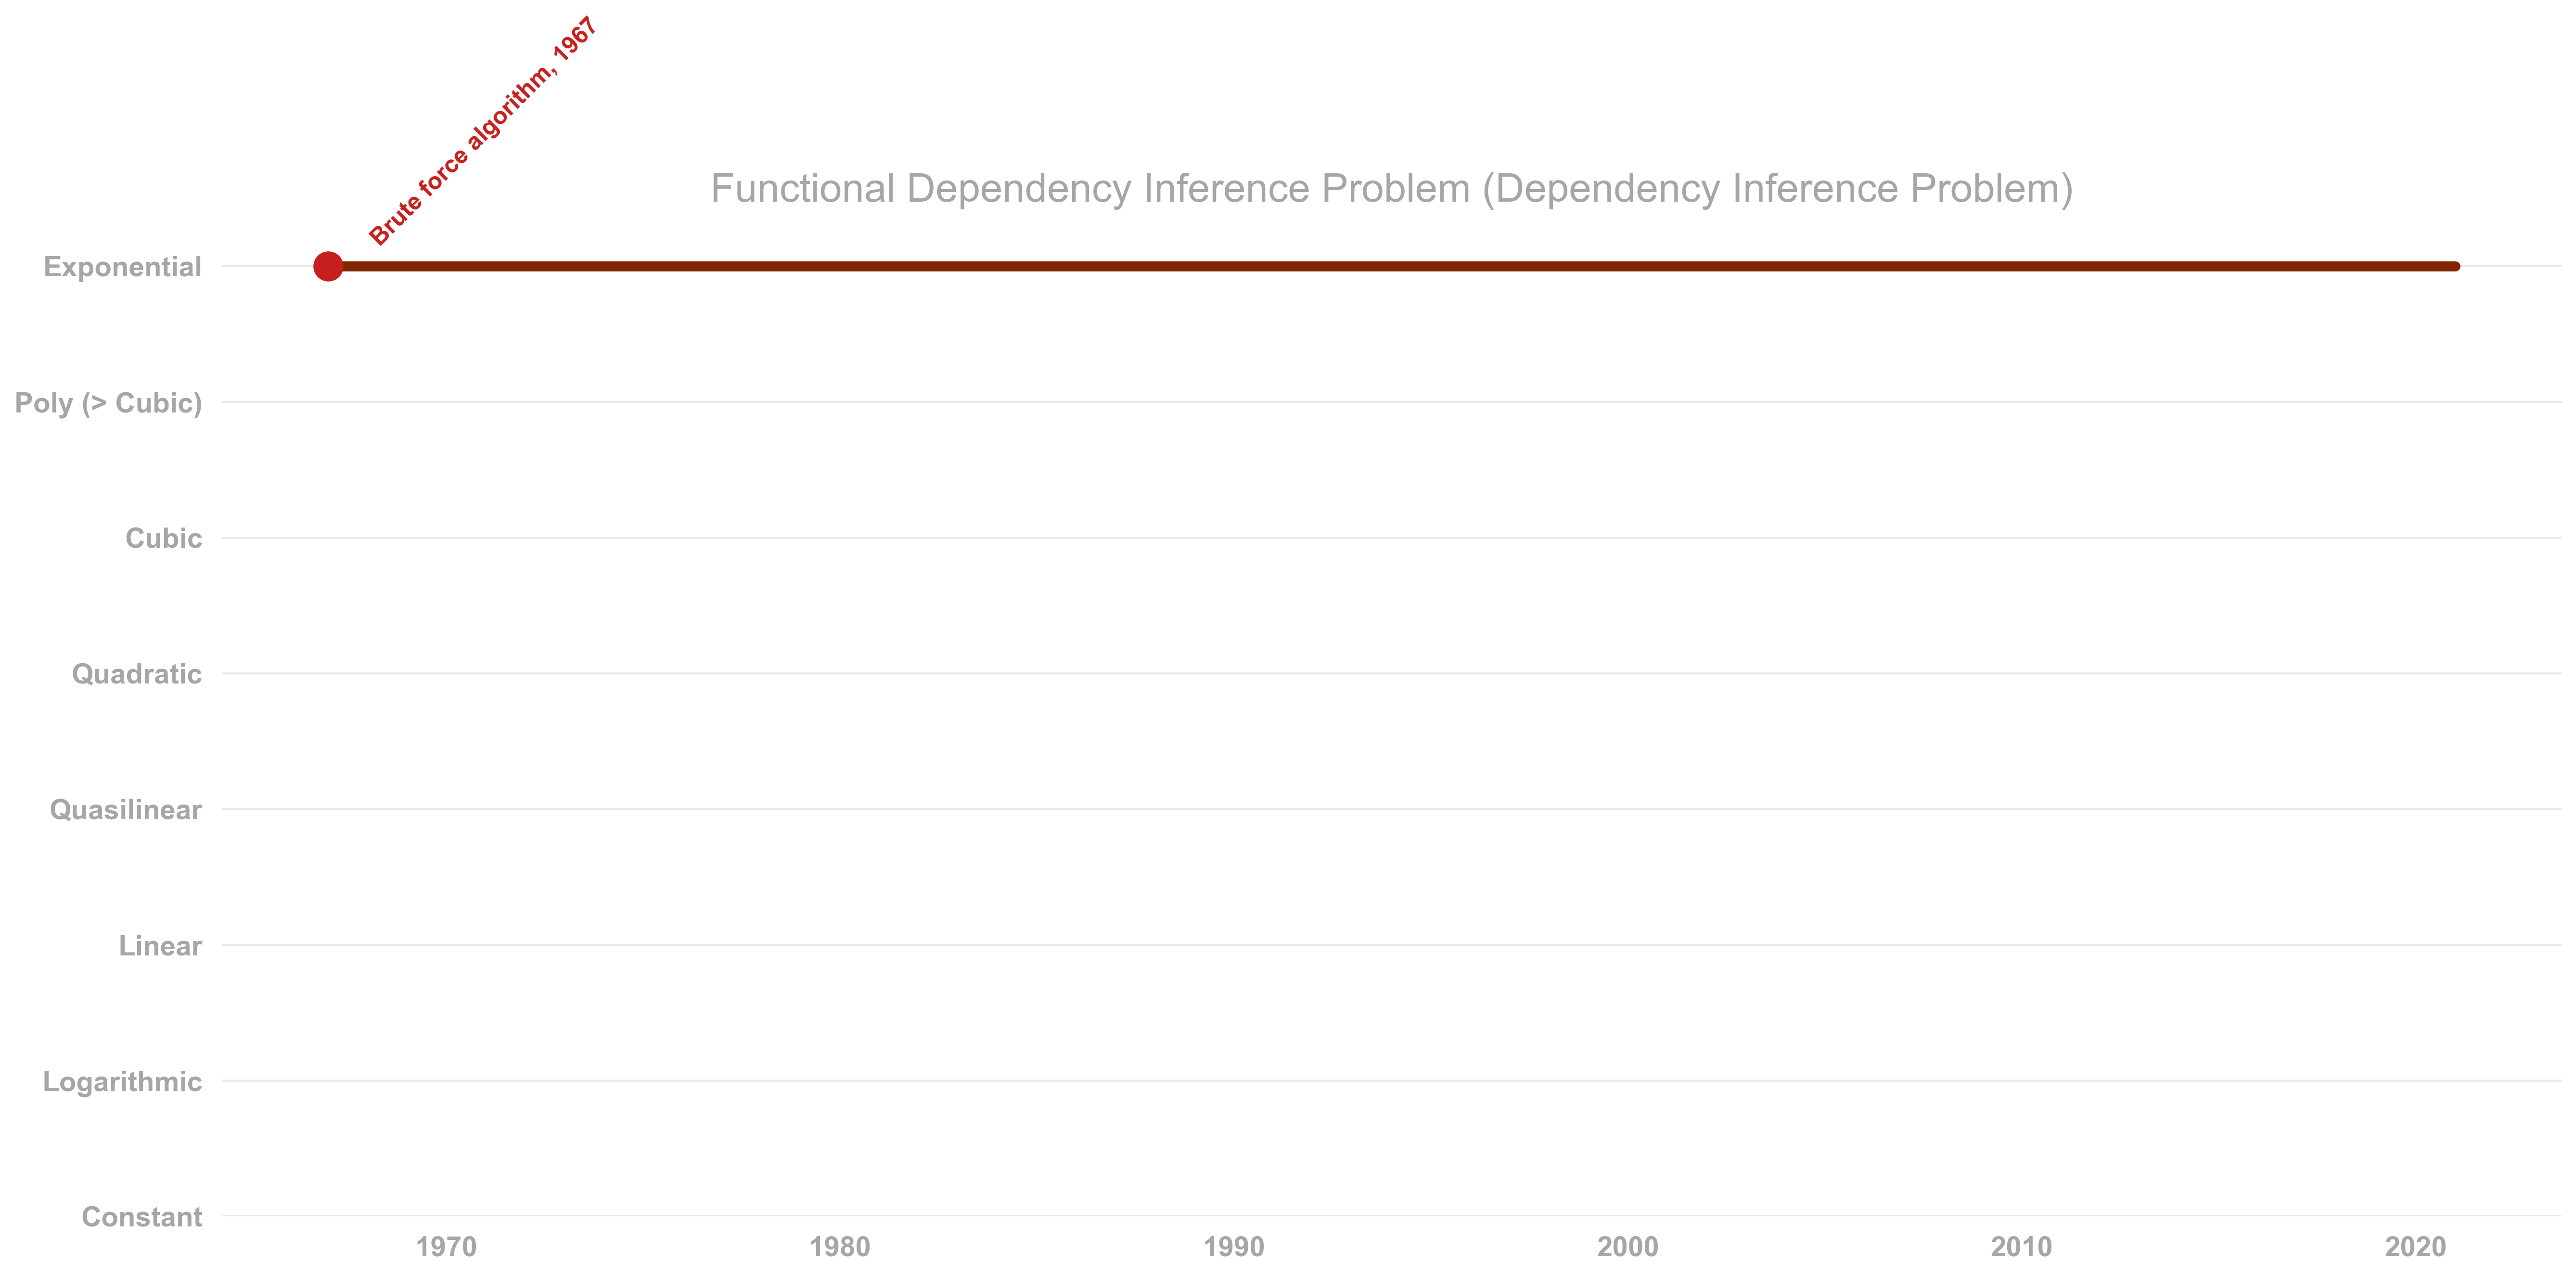 Brute force algorithm, 1967
Functional Dependency Inference Problem (Dependency Inference Problem)
Exponential
Poly (> Cubic)
Cubic
Quadratic
Quasilinear
Linear
Logarithmic
Constant
1970 1980 1990 2000 2010 2020